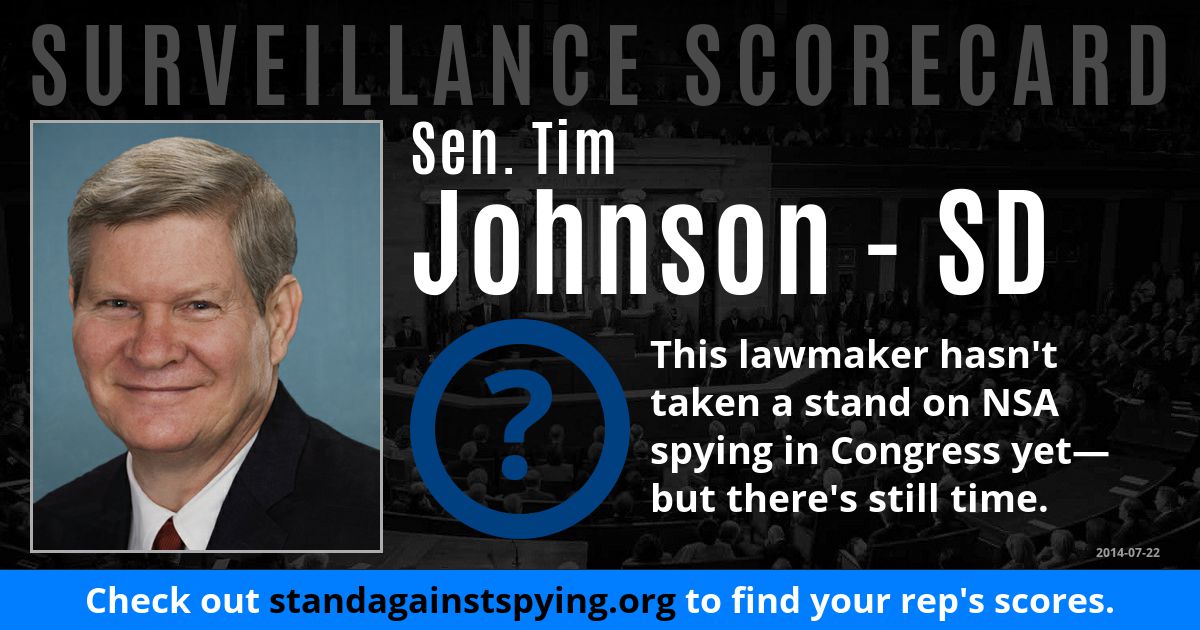 SURVEILLANCE SCORECARD
Sen. Tim
Johnson - SD
?
This lawmaker hasn't
taken a stand on NSA
spying in Congress yet—
but there's still time.
2014-07-22
Check out standagainstspying.org to find your rep's scores.